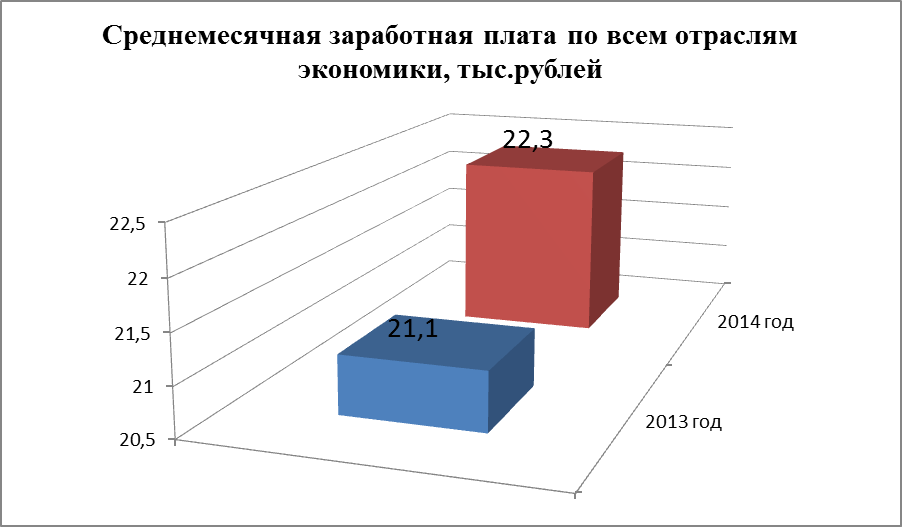 Среднемесячная заработная плата по всем отраслям
экономики, тыс.рублей
22,3
22,5
22
21,5
21
20,5
21,1
2014 год
2013 год